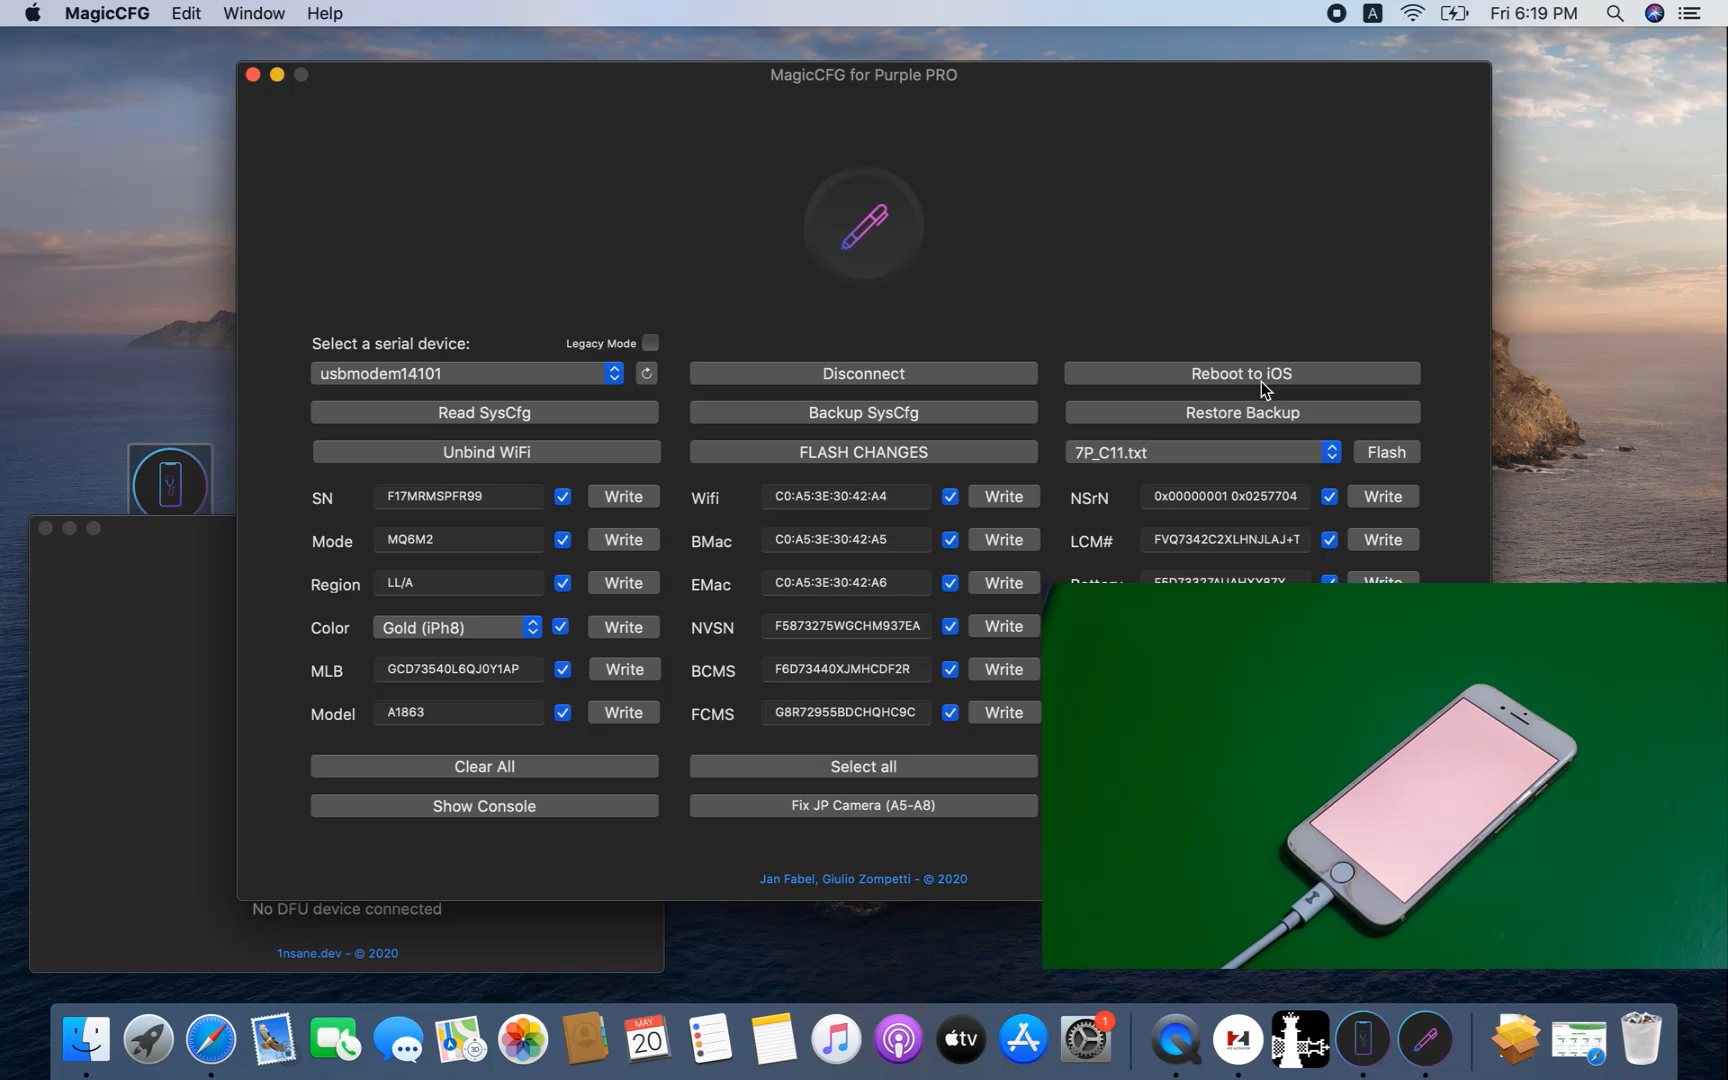 MagicCFG Edit Window Help
A Fri 6:19 PM
MagicCFG for Purple PRO
Select a serial device: Legacy Mode
usbmodem14101 Disconnect Reboot to iOS
Read SysCfg Backup SysCfg Restore Backup
Unbind WiFi FLASH CHANGES 7P_C11.txt Flash
SN F17MRMSPFR99 Write Wifi C0:A5:3E:30:42:A4 Write NSrN 0x00000001 0x0257704 Write
Mode MQ6M2 Write BMac C0:A5:3E:30:42:A5 Write LCM# FVQ7342C2XLHNJLAJ+T Write
Region LL/A Write EMac C0:A5:3E:30:42:A6 Write
Color Gold (iPh8) Write NVSN F5873275WGCHM937EA Write
MLB GCD73540L6QJ0Y1AP Write BCMS F6D73440XJMHCDF2R Write
Model A1863 Write FCMS G8R72955BDCHQHC9C Write
Clear All Select all
Show Console Fix JP Camera (A5-A8)
Jan Fabel, Giulio Zompetti - © 2020
No DFU device connected
1nsane.dev - © 2020
MAY
20
3D
tv
1